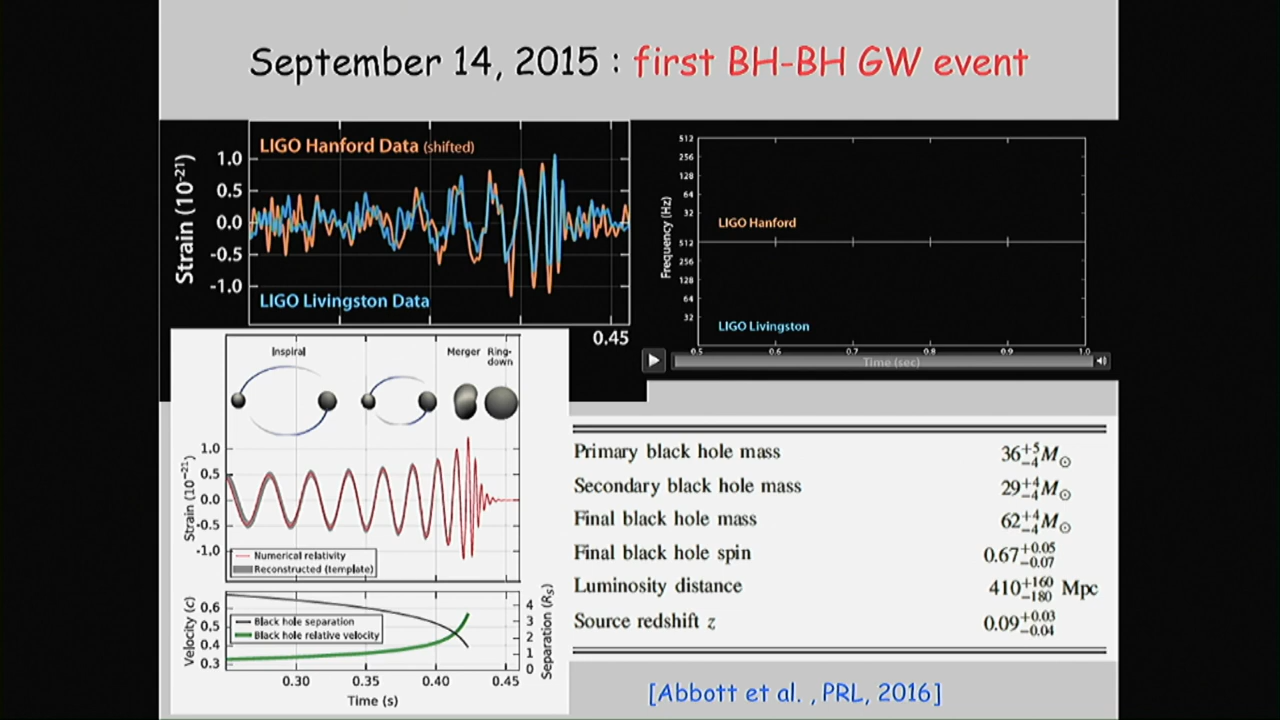 September 14, 2015 : first BH-BH GW event
LIGO Hanford Data (shifted)
Strain (10⁻²¹)
1.0
0.5
0.0
-0.5
-1.0
LIGO Livingston Data
0.45
Frequency (Hz)
512
256
128
64
32
LIGO Hanford
512
256
128
64
32
LIGO Livingston
0.5 0.6 0.7 0.8 0.9 1.0
Time (sec)
Inspiral Merger Ring-
down
Strain (10⁻²¹)
1.0
0.5
0.0
-0.5
-1.0
Numerical relativity
Reconstructed (template)
Velocity (c)
0.6
0.5
0.4
0.3
Black hole separation
Black hole relative velocity
4
3
2
1
0
Separation (R_S)
0.30 0.35 0.40 0.45
Time (s)
Primary black hole mass 36⁺⁵₋₄ M⊙
Secondary black hole mass 29⁺⁴₋₄ M⊙
Final black hole mass 62⁺⁴₋₄ M⊙
Final black hole spin 0.67⁺⁰·⁰⁵₋₀.₀₇
Luminosity distance 410⁺¹⁶⁰₋₁₈₀ Mpc
Source redshift z 0.09⁺⁰·⁰³₋₀.₀₄
[Abbott et al. , PRL, 2016]